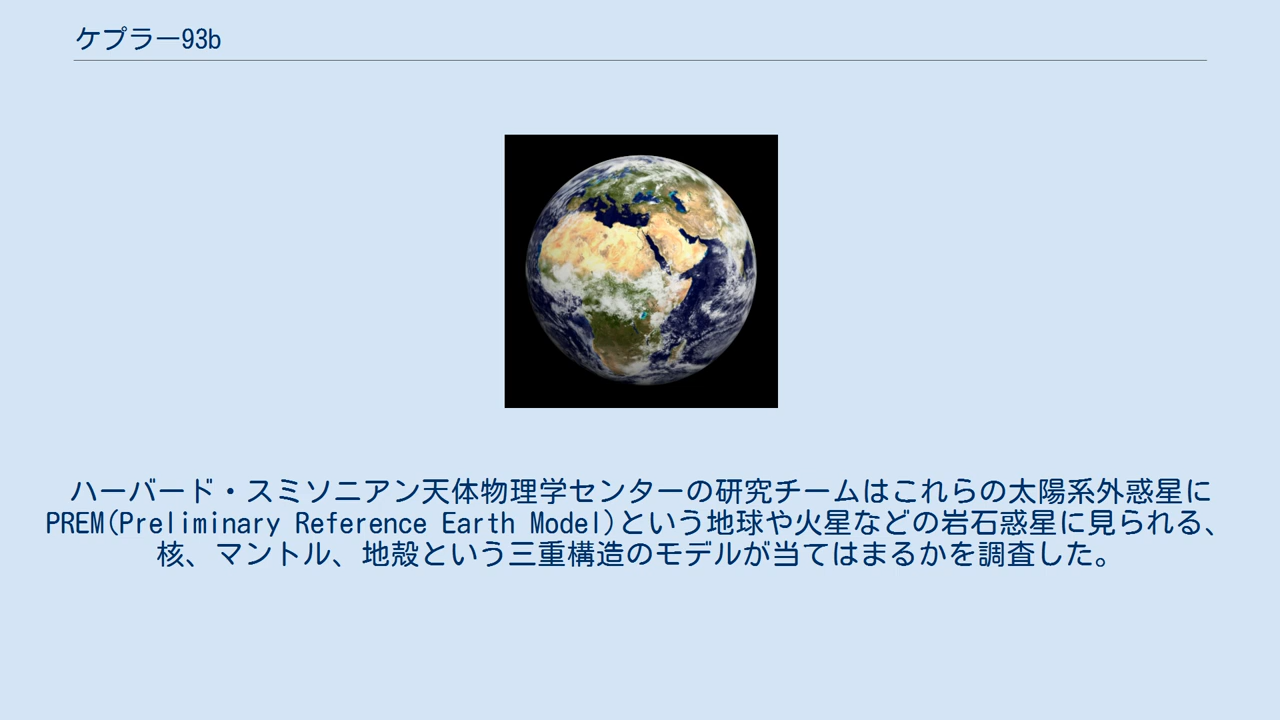 ケプラー93b
ハーバード・スミソニアン天体物理学センターの研究チームはこれらの太陽系外惑星に
PREM(Preliminary Reference Earth Model)という地球や火星などの岩石惑星に見られる、
核、マントル、地殻という三重構造のモデルが当てはまるかを調査した。